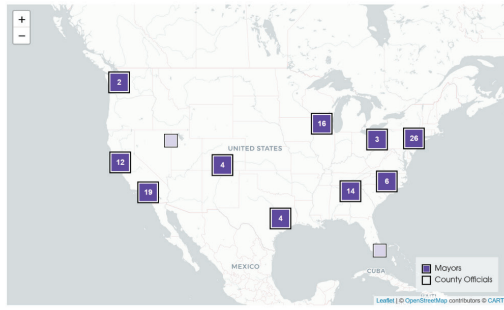 +
−
2
16
3
26
12
4
19
6
14
4
UNITED STATES
MEXICO
CUBA
Mayors
County Officials
Leaflet | © OpenStreetMap contributors © CART